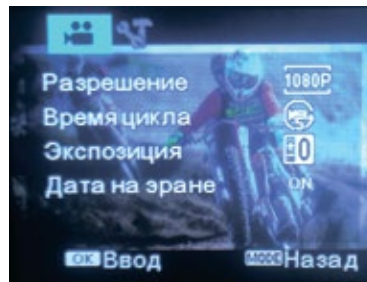 Разрешение 1080P
Время цикла
Экспозиция ±0
Дата на эране ON
OK Ввод MODE Назад